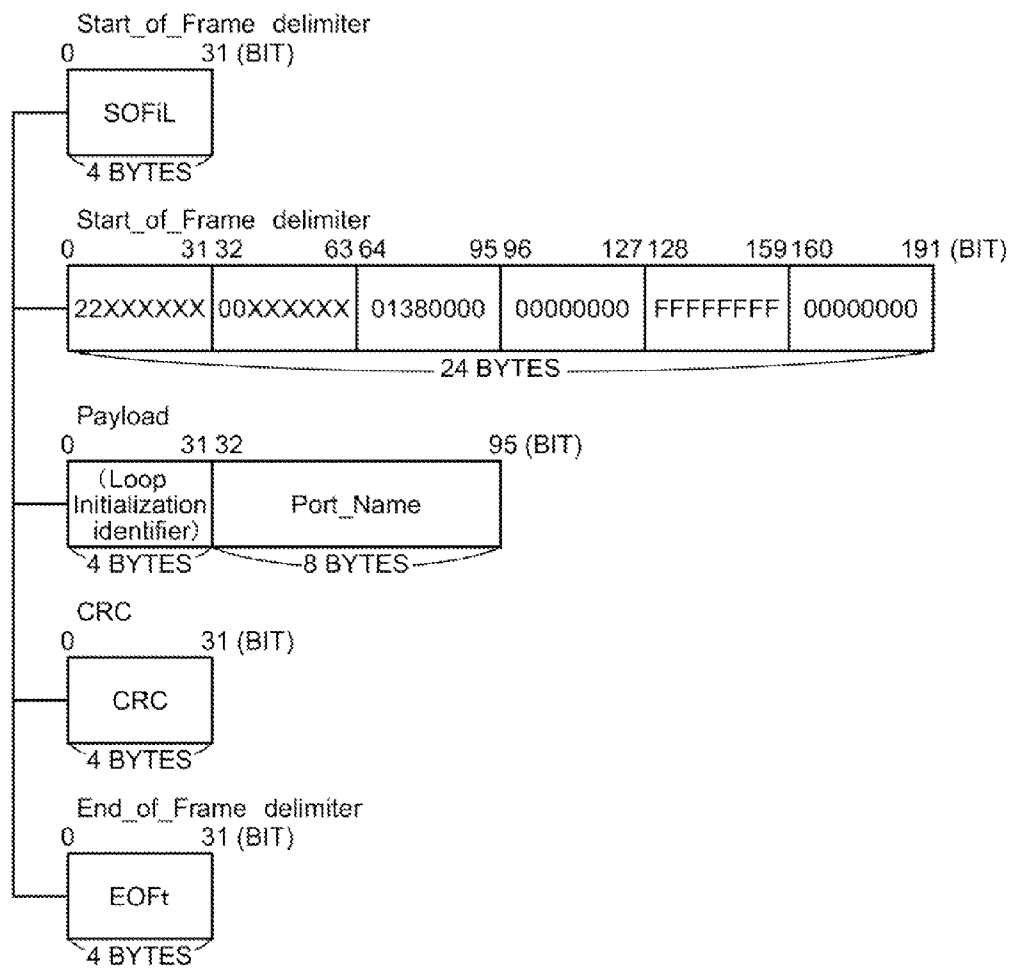 Start_of_Frame delimiter
0 31 (BIT)
SOFiL
4 BYTES
Start_of_Frame delimiter
0 31 32 63 64 95 96 127 128 159 160 191 (BIT)
22XXXXXX 00XXXXXX 01380000 00000000 FFFFFFFF 00000000
24 BYTES
Payload
0 31 32 95 (BIT)
(Loop
Initialization
identifier)
Port_Name
4 BYTES 8 BYTES
CRC
0 31 (BIT)
CRC
4 BYTES
End_of_Frame delimiter
0 31 (BIT)
EOFt
4 BYTES